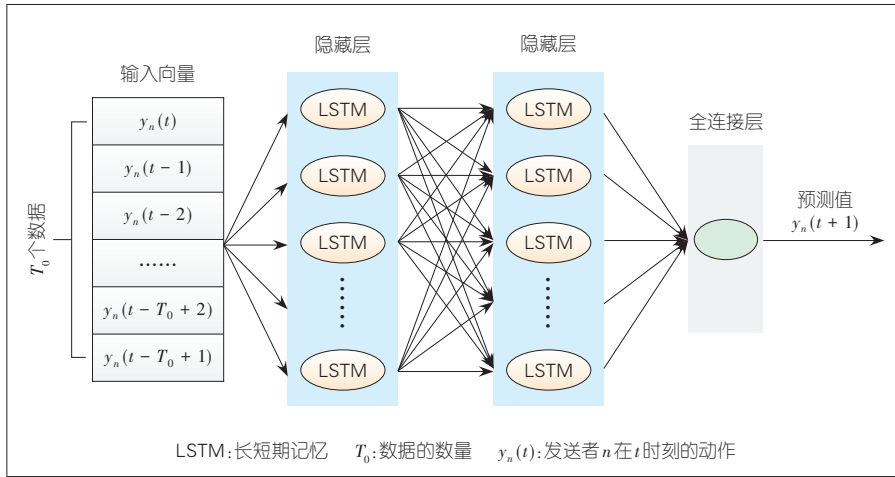 隐藏层
隐藏层
输入向量
全连接层
T₀个数据
yₙ(t)
yₙ(t − 1)
yₙ(t − 2)
……
yₙ(t − T₀ + 2)
yₙ(t − T₀ + 1)
LSTM
LSTM
LSTM
LSTM
LSTM
LSTM
LSTM
LSTM
预测值
yₙ(t + 1)
LSTM:长短期记忆 T₀:数据的数量 yₙ(t):发送者n在t时刻的动作